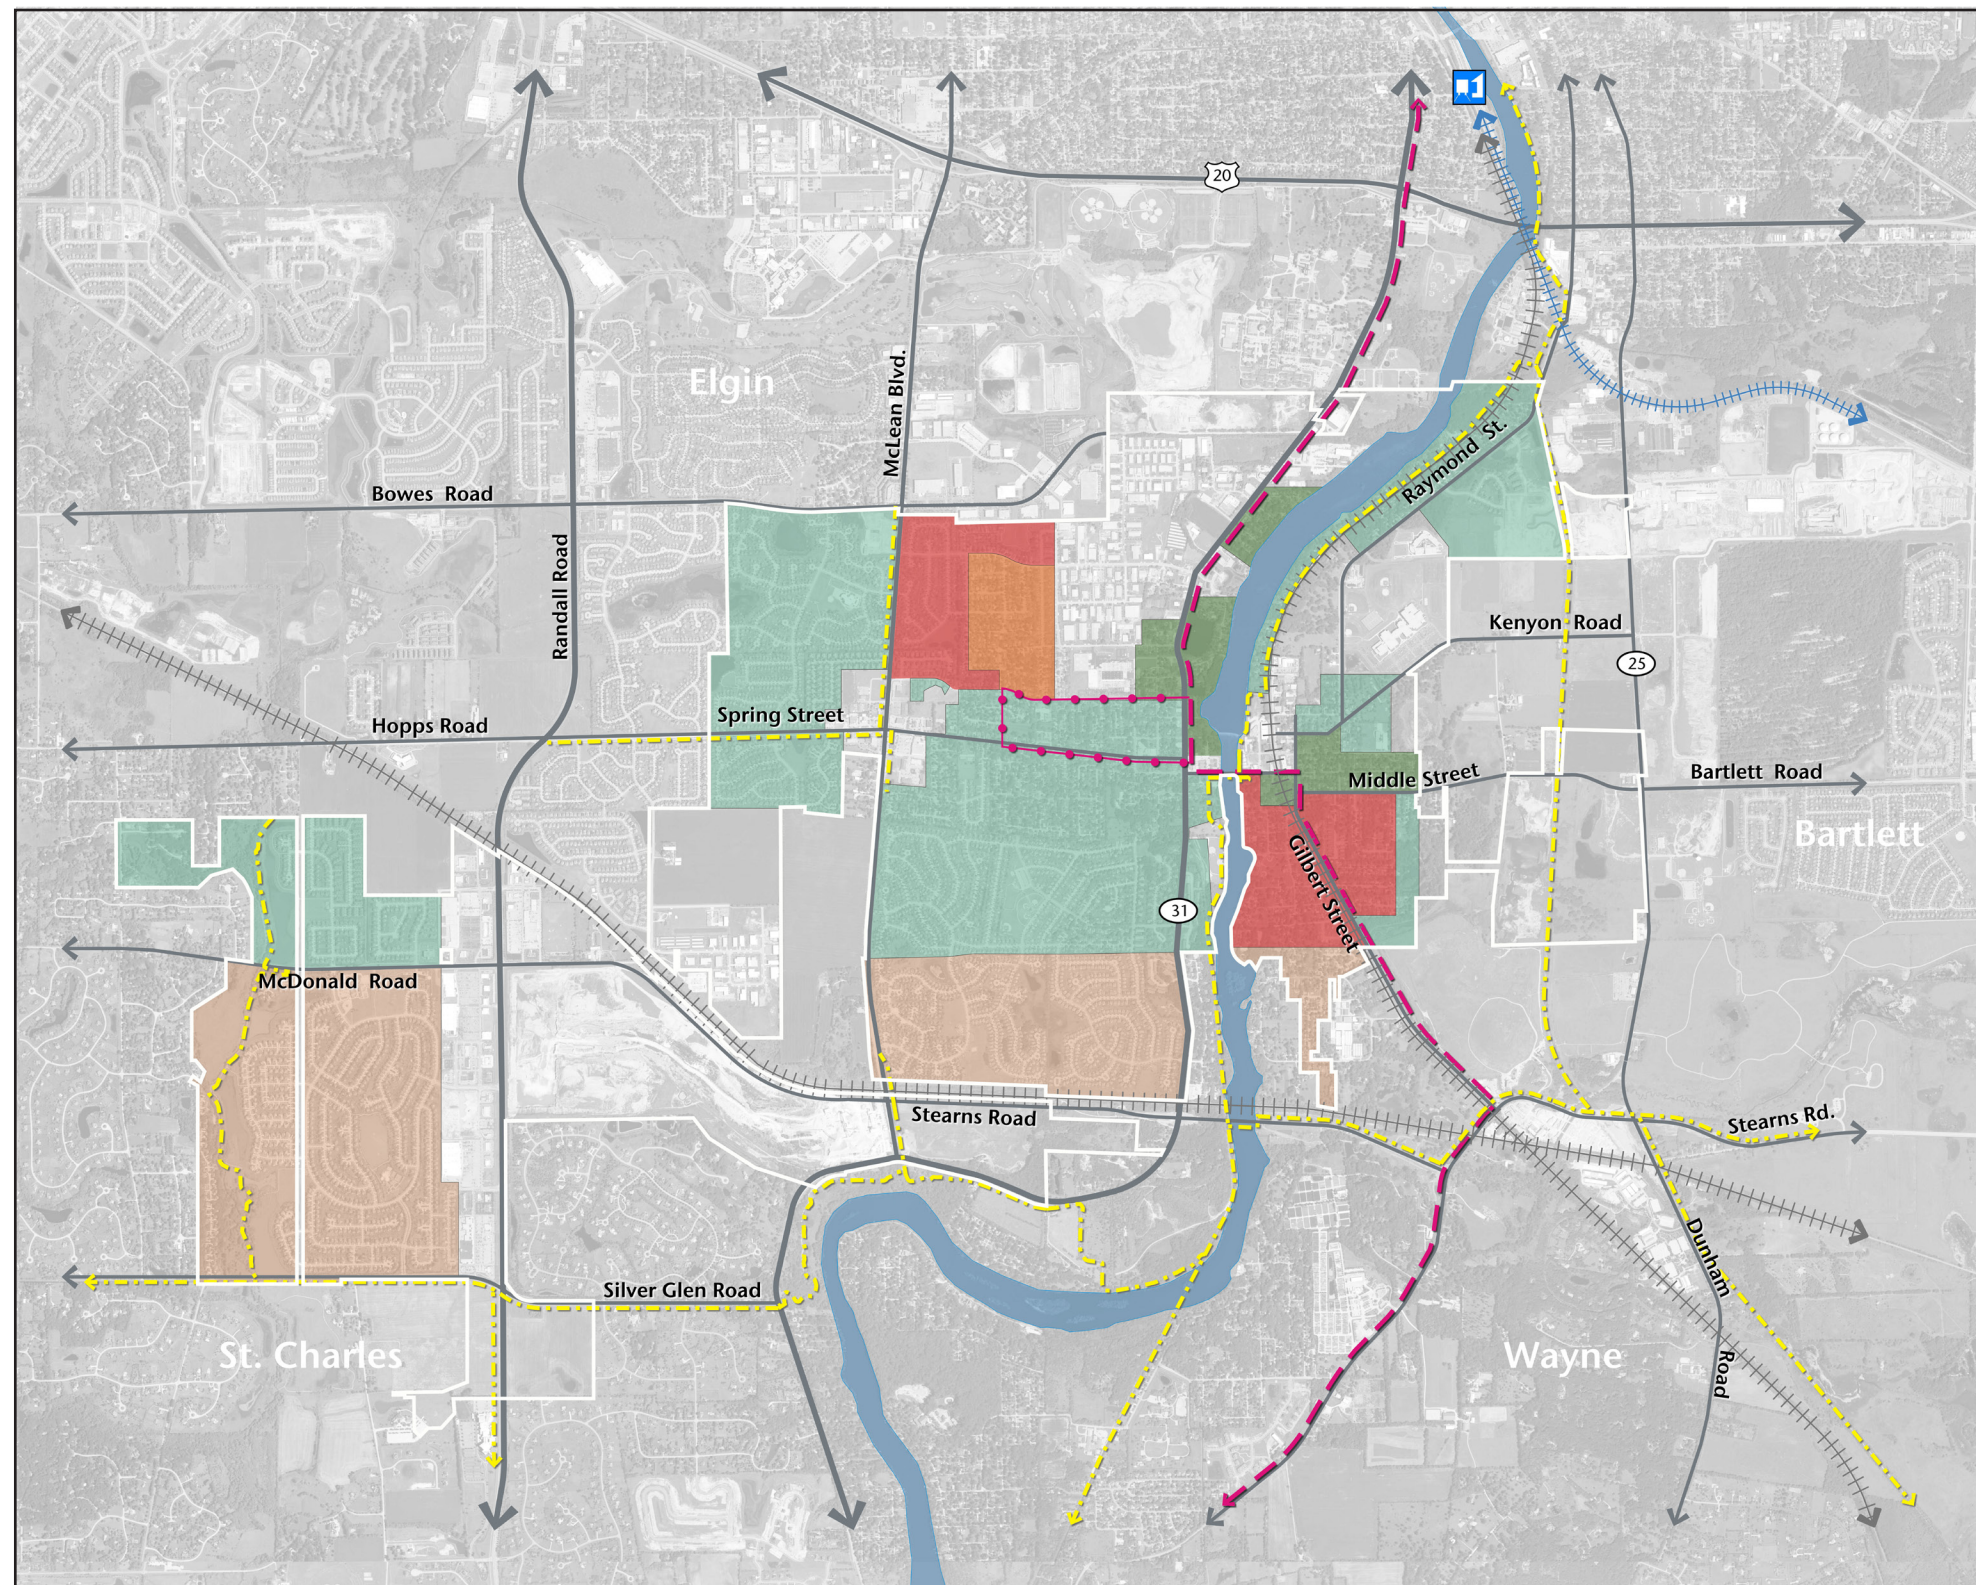 20
Elgin
McLean Blvd.
Raymond St.
Bowes Road
Randall Road
Kenyon Road
25
Spring Street
Hopps Road
Middle Street
Bartlett Road
Bartlett
Gilbert Street
31
McDonald Road
Stearns Road
Stearns Rd.
Dunham
Road
Silver Glen Road
St. Charles
Wayne